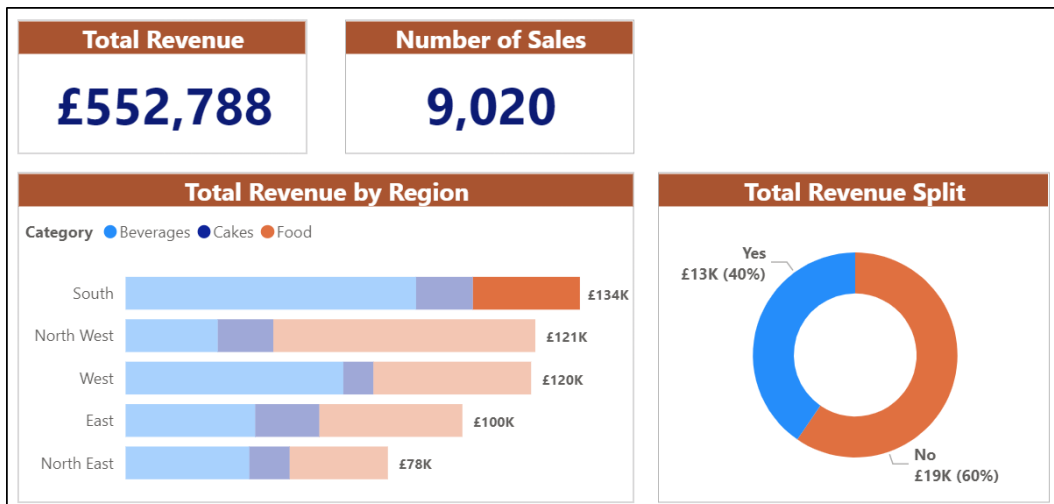 Total Revenue
£552,788
Number of Sales
9,020
Total Revenue by Region
Category Beverages Cakes Food
South £134K
North West £121K
West £120K
East £100K
North East £78K
Total Revenue Split
Yes
£13K (40%)
No
£19K (60%)